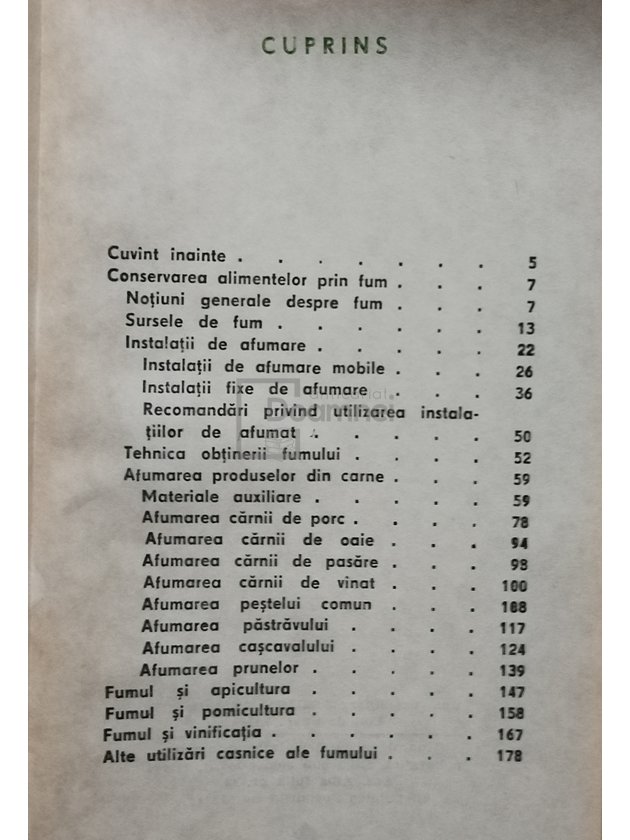 CUPRINS
Cuvînt înainte . . . . . . . 5
Conservarea alimentelor prin fum . . . 7
Noțiuni generale despre fum . . . 7
Sursele de fum . . . . . . 13
Instalații de afumare . . . . . 22
Instalații de afumare mobile . . . 26
Instalații fixe de afumare . . . 36
Recomandări privind utilizarea instala-
țiilor de afumat . . . . . 50
Tehnica obținerii fumului . . . . 52
Afumarea produselor din carne . . . 59
Materiale auxiliare . . . . . 59
Afumarea cărnii de porc . . . . 78
Afumarea cărnii de oaie . . . 94
Afumarea cărnii de pasăre . . . 98
Afumarea cărnii de vînat . . . 100
Afumarea peștelui comun . . . 108
Afumarea păstrăvului . . . . 117
Afumarea cașcavalului . . . . 124
Afumarea prunelor . . . . . 139
Fumul și apicultura . . . . . 147
Fumul și pomicultura . . . . . 158
Fumul și vinificația . . . . . . 167
Alte utilizări casnice ale fumului . . . 178